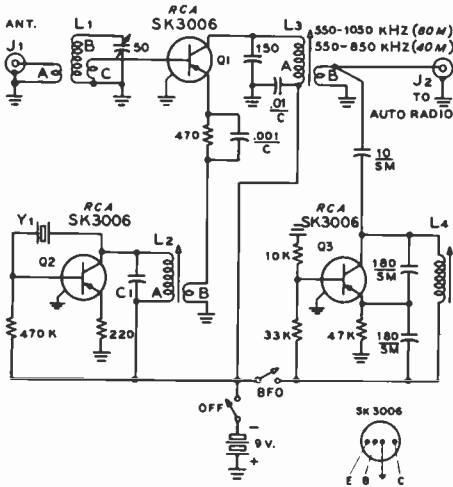 ANT.
J1
L1
B
A
C
50
RCA
SK3006
Q1
150
.01
C
L3
A
B
550-1050 KHZ (80M)
550-850 KHZ (40M)
J2
TO
AUTO RADIO
470
.001
C
10
SM
RCA
SK3006
Y1
Q2
L2
C1
A
B
470K
220
RCA
SK3006
10K
Q3
L4
180
SM
33K
47K
180
SM
BFO
OFF
-
9V.
+
SK3006
E
B
C